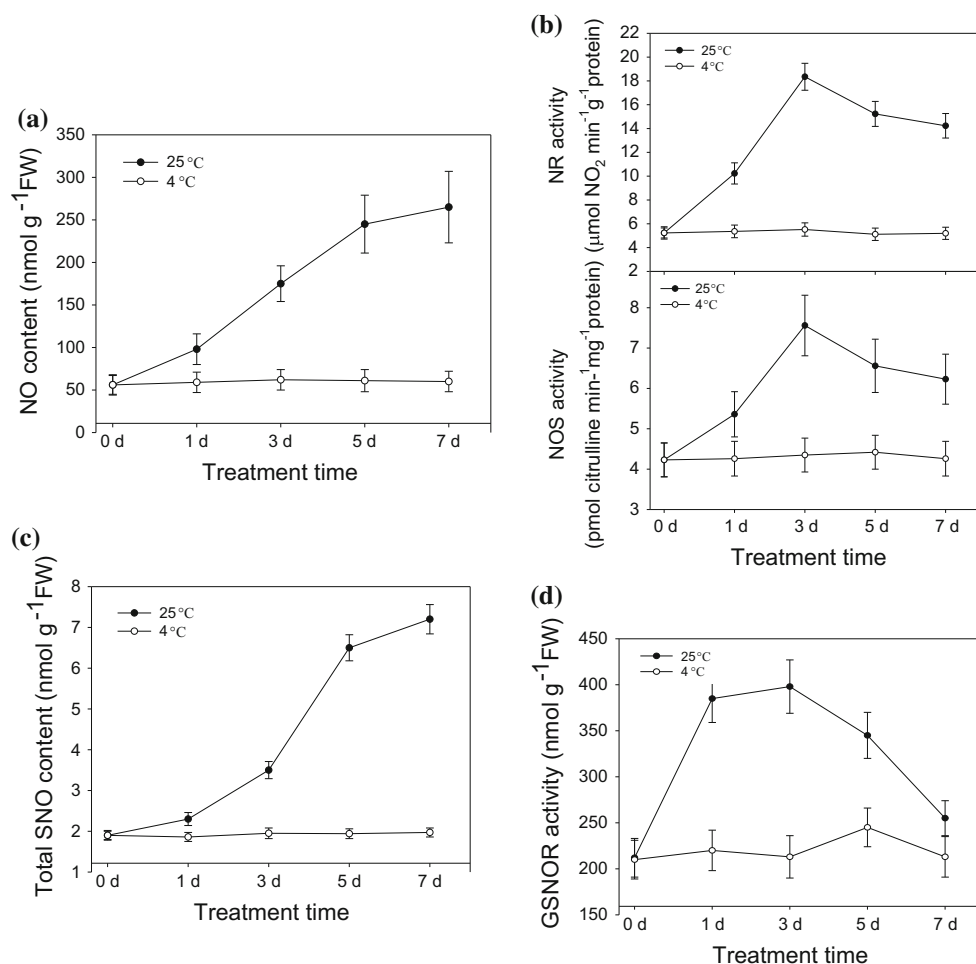 (a)
350
300
250
200
150
100
50
0
NO content (nmol g⁻¹FW)
25°C
4°C
0 d 1 d 3 d 5 d 7 d
Treatment time
(b)
22
20
18
16
14
12
10
8
6
4
2
NR activity
(μmol NO₂ min⁻¹g⁻¹protein)
25°C
4°C
7
6
5
4
3
NOS activity
(pmol citrulline min-¹mg⁻¹protein)
25°C
4°C
0 d 1 d 3 d 5 d 7 d
Treatment time
(c)
8
7
6
5
4
3
2
1
Total SNO content (nmol g⁻¹FW)
25°C
4°C
0 d 1 d 3 d 5 d 7 d
Treatment time
(d)
450
400
350
300
250
200
150
GSNOR activity (nmol g⁻¹FW)
25°C
4°C
0 d 1 d 3 d 5 d 7 d
Treatment time